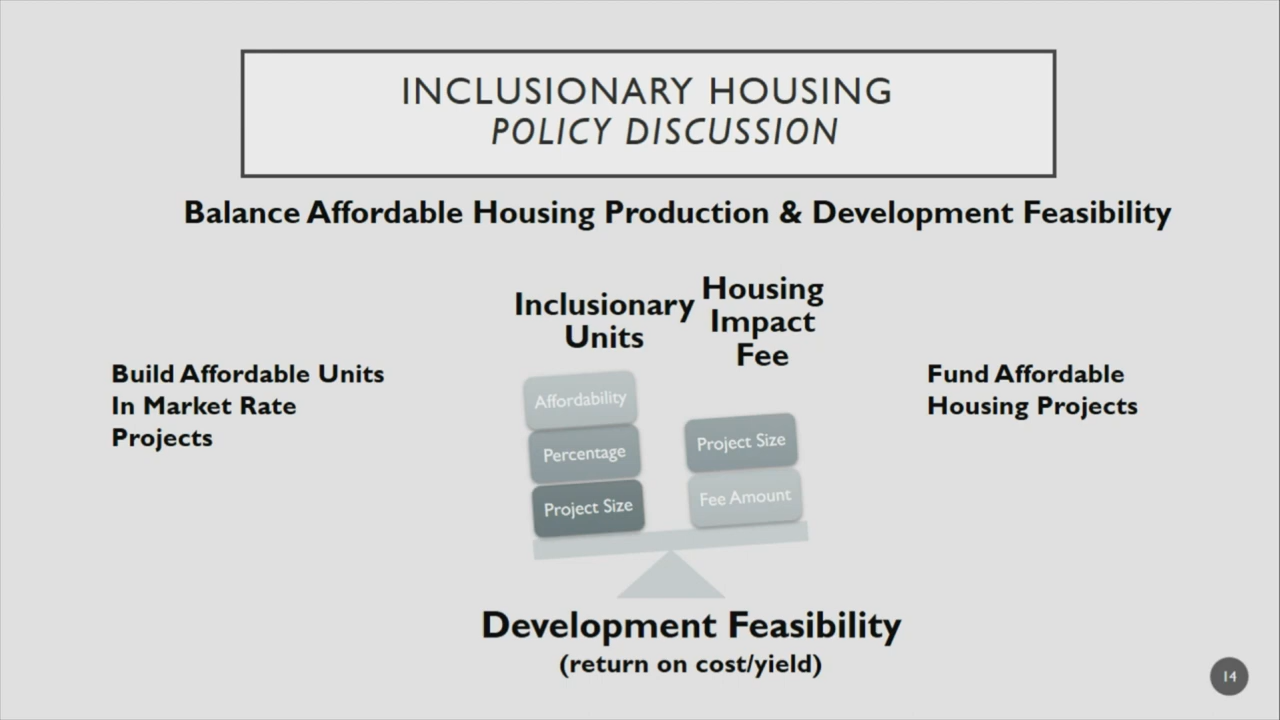 INCLUSIONARY HOUSING
POLICY DISCUSSION
Balance Affordable Housing Production & Development Feasibility
Inclusionary
Units
Housing
Impact
Fee
Build Affordable Units
In Market Rate
Projects
Fund Affordable
Housing Projects
Affordability
Percentage
Project Size
Project Size
Fee Amount
Development Feasibility
(return on cost/yield)
14